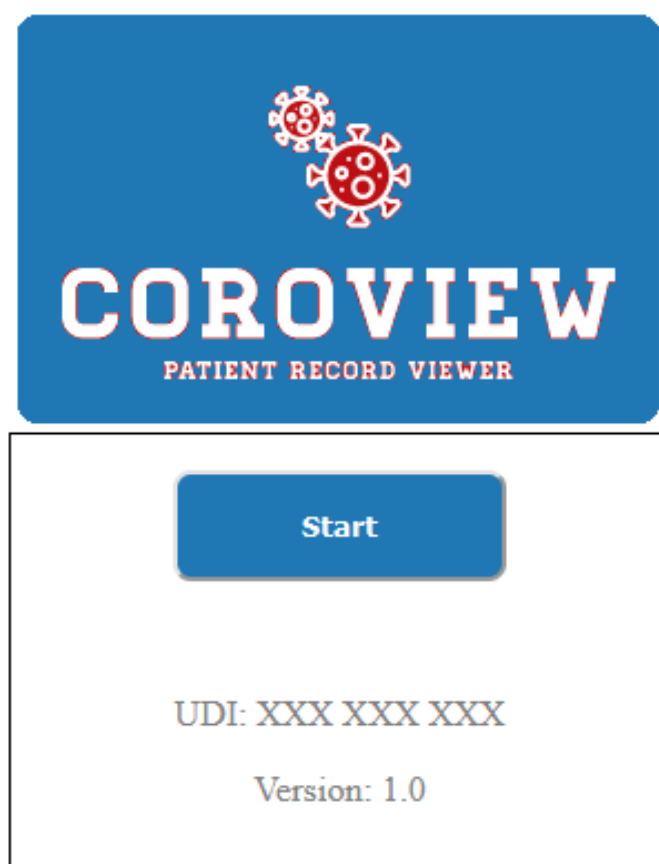 COROVIEW
PATIENT RECORD VIEWER
Start
UDI: XXX XXX XXX
Version: 1.0